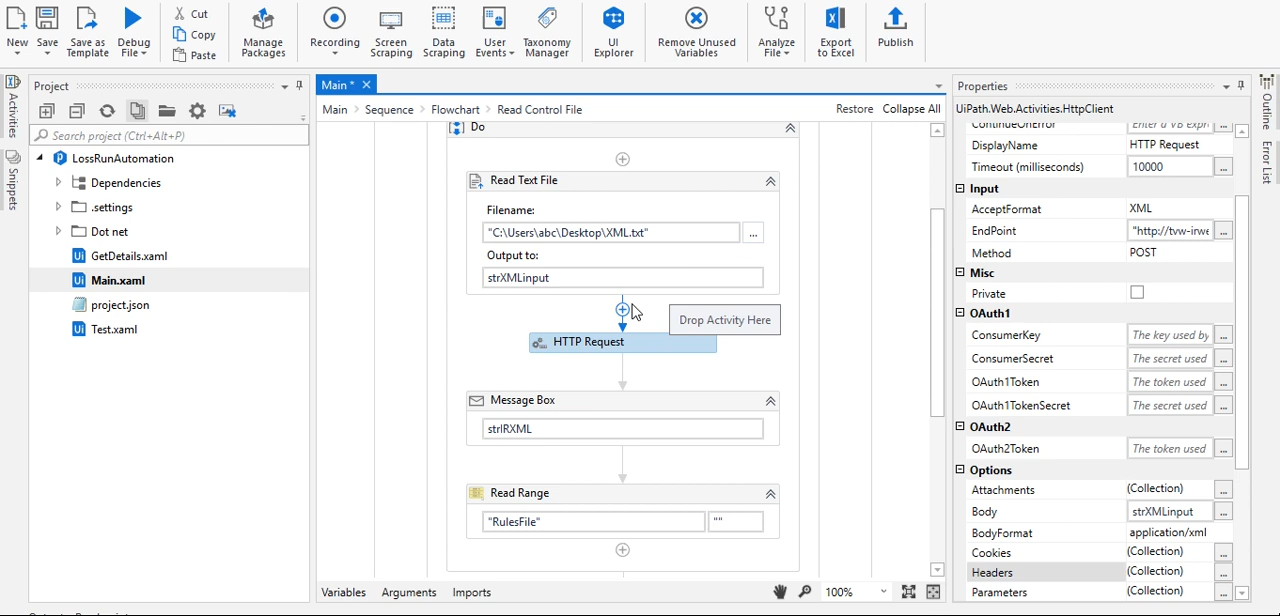 New
Save
Save as Template
Debug File
Cut
Copy
Paste
Manage Packages
Recording
Screen Scraping
Data Scraping
User Events
Taxonomy Manager
UI Explorer
Remove Unused Variables
Analyze File
Export to Excel
Publish
Activities
Snippets
Project
Search project (Ctrl+Alt+P)
LossRunAutomation
Dependencies
.settings
Dot net
GetDetails.xaml
Main.xaml
project.json
Test.xaml
Main *
Main > Sequence > Flowchart > Read Control File
Restore Collapse All
Do
Read Text File
Filename:
"C:\Users\abc\Desktop\XML.txt"
...
Output to:
strXMLinput
Drop Activity Here
HTTP Request
Message Box
strIRXML
Read Range
"RulesFile" ""
Variables Arguments Imports
100%
Properties
UiPath.Web.Activities.HttpClient
ContinueOnError Enter a VB expr ...
DisplayName HTTP Request
Timeout (milliseconds) 10000 ...
Input
AcceptFormat XML
EndPoint "http://tvw-irwe ...
Method POST
Misc
Private
OAuth1
ConsumerKey The key used by ...
ConsumerSecret The secret used ...
OAuth1Token The token used ...
OAuth1TokenSecret The secret used ...
OAuth2
OAuth2Token The token used ...
Options
Attachments (Collection) ...
Body strXMLinput ...
BodyFormat application/xml
Cookies (Collection) ...
Headers (Collection) ...
Parameters (Collection) ...
Outline
Error List